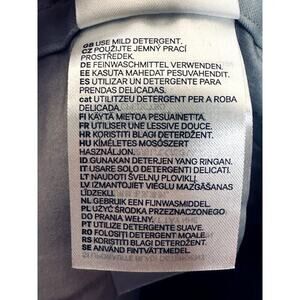 GB USE MILD DETERGENT.
CZ POUŽIJTE JEMNÝ PRACÍ
PROSTŘEDEK.
DE FEINWASCHMITTEL VERWENDEN.
EE KASUTA MAHEDAT PESUVAHENDIT.
ES UTILIZAR UN DETERGENTE PARA
PRENDAS DELICADAS.
cat UTILITZEU DETERGENT PER A ROBA
DELICADA.
FI KÄYTÄ MIETOA PESUAINETTA.
FR UTILISER UNE LESSIVE DOUCE.
HR KORISTITI BLAGI DETERDŽENT.
HU KÍMÉLETES MOSÓSZERT
HASZNÁLJON.
ID GUNAKAN DETERJEN YANG RINGAN.
IT USARE SOLO DETERGENTI DELICATI.
LT NAUDOTI ŠVELNŲ PLOVIKLĮ.
LV IZMANTOJIET VIEGLU MAZGĀŠANAS
LĪDZEKLI.
NL GEBRUIK EEN FIJNWASMIDDEL.
PL UŻYĆ ŚRODKA PRZEZNACZONEGO
DO PRANIA WEŁNY.
PT UTILIZE DETERGENTE SUAVE.
RO FOLOSIȚI DETERGENT MOALE.
RS KORISTITI BLAGI DETERDŽENT.
SE ANVÄND FINTVÄTTMEDEL.